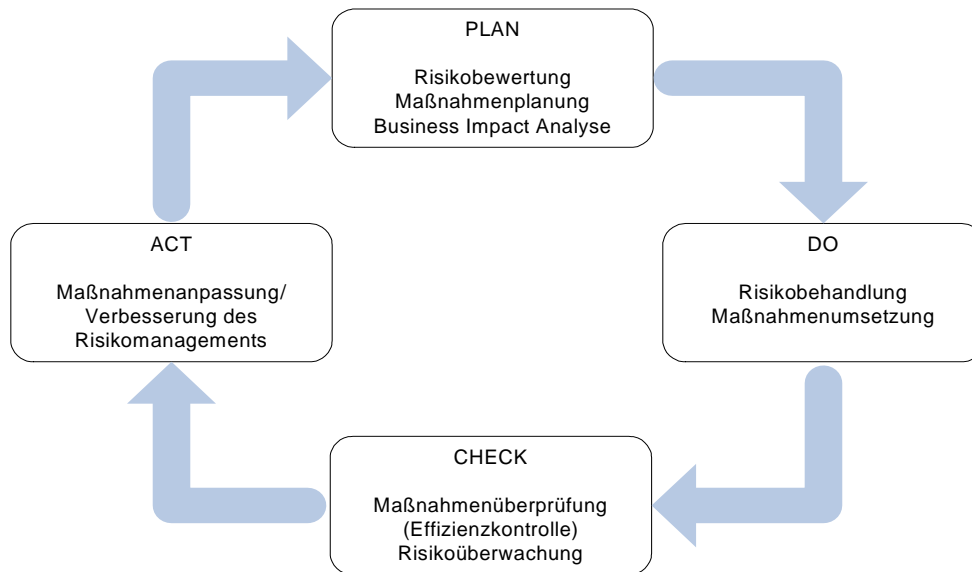 PLAN
Risikobewertung
Maßnahmenplanung
Business Impact Analyse
DO
Risikobehandlung
Maßnahmenumsetzung
CHECK
Maßnahmenüberprüfung
(Effizienzkontrolle)
Risikoüberwachung
ACT
Maßnahmenanpassung/
Verbesserung des
Risikomanagements